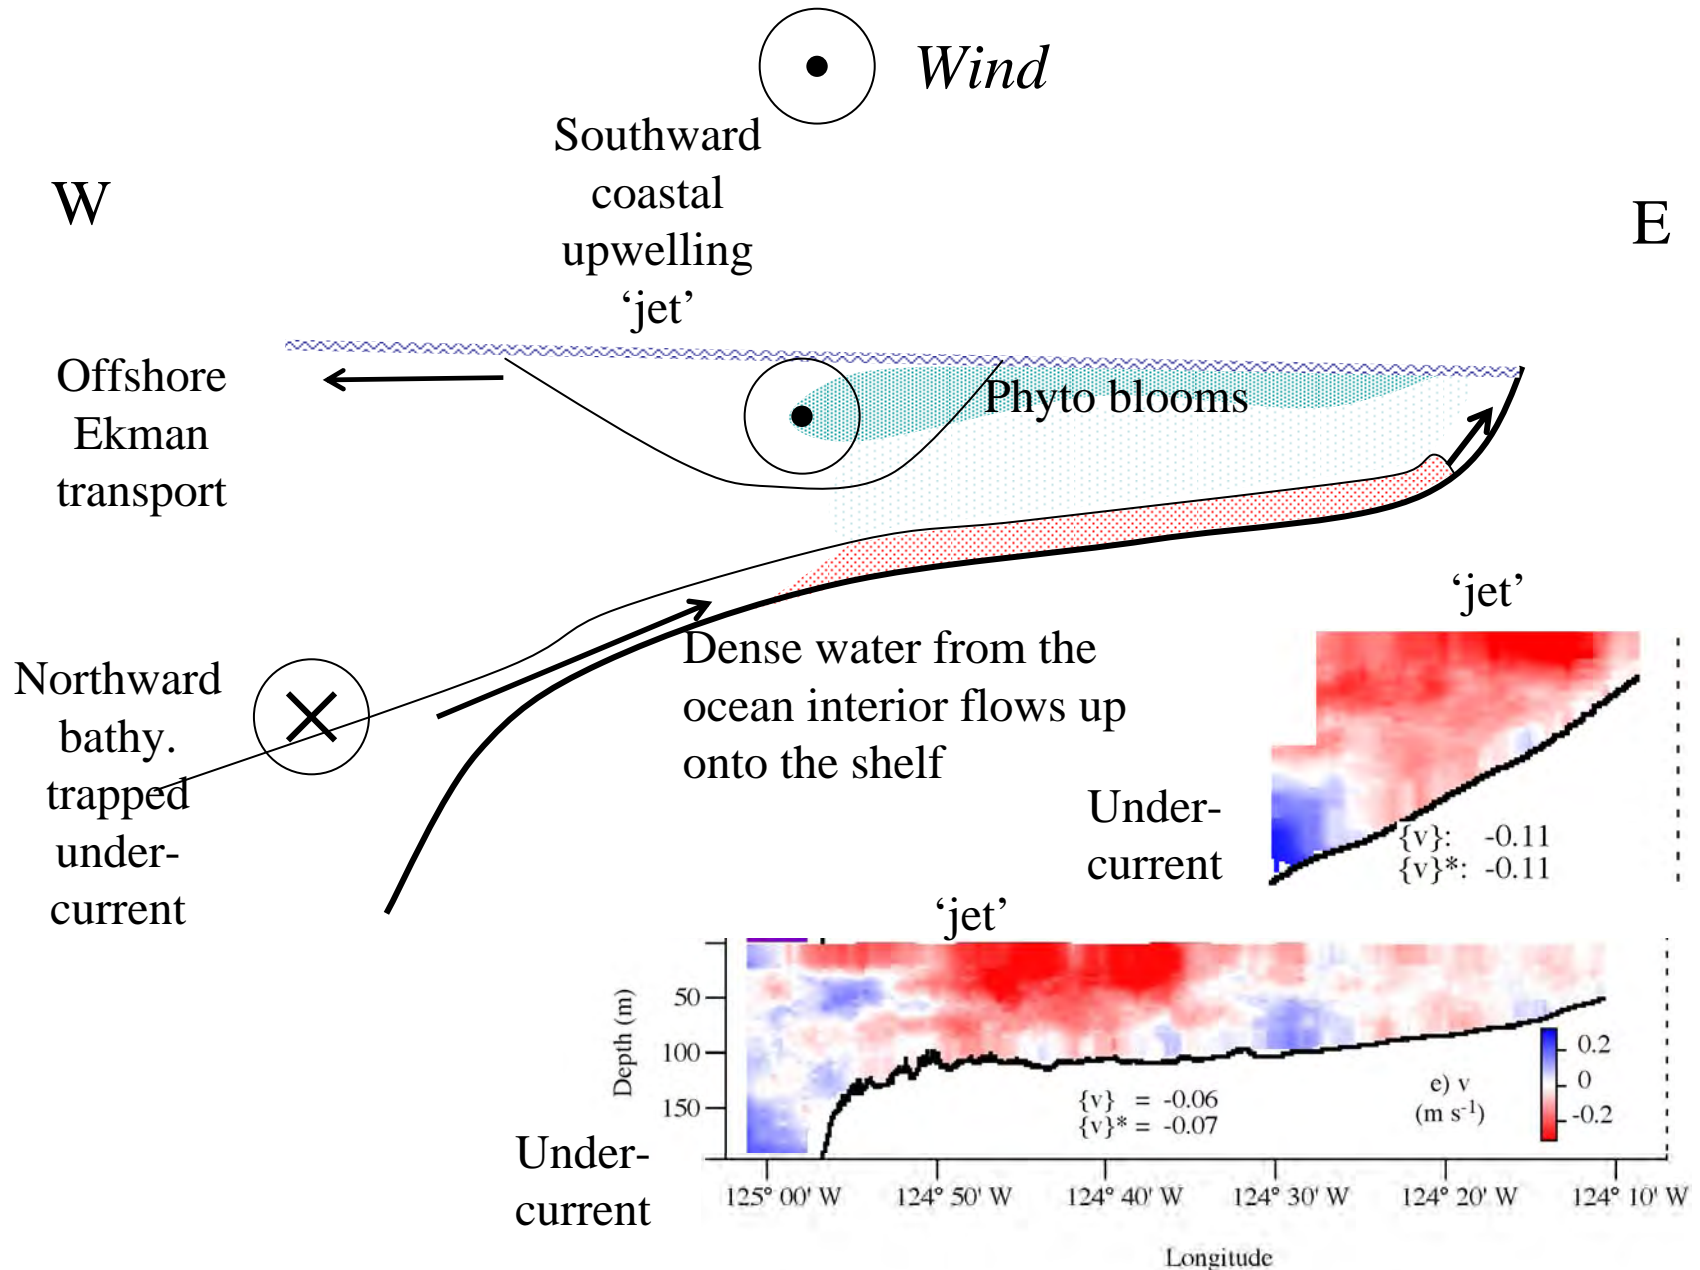 Wind
Southward
coastal
upwelling
‘jet’
W
E
Offshore
Ekman
transport
Phyto blooms
Northward
bathy.
trapped
under-
current
Dense water from the
ocean interior flows up
onto the shelf
‘jet’
Under-
current
{v}: -0.11
{v}*: -0.11
‘jet’
Depth (m)
50
100
150
{v} = -0.06
{v}* = -0.07
e) v
(m s-1)
0.2
0
-0.2
Under-
current
125° 00' W 124° 50' W 124° 40' W 124° 30' W 124° 20' W 124° 10' W
Longitude